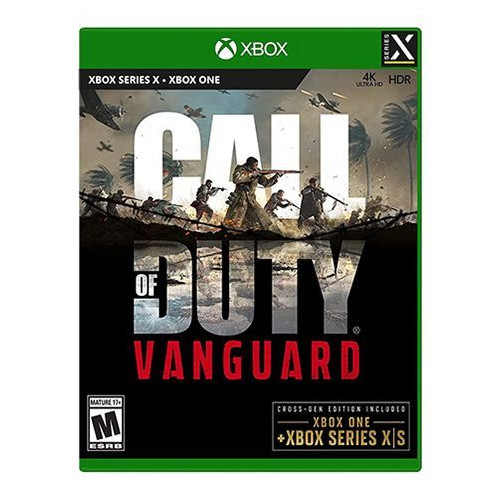 XBOX
SERIES X
XBOX SERIES X • XBOX ONE
4K ULTRA HD
HDR
CALL
OF DUTY®
VANGUARD
MATURE 17+
M
ESRB
CROSS-GEN EDITION INCLUDED
XBOX ONE
+XBOX SERIES X|S